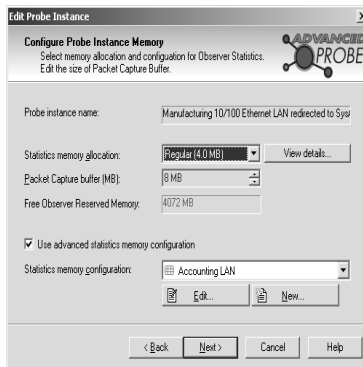 Edit Probe Instance
Configure Probe Instance Memory
Select memory allocation and configuation for Observer Statistics.
Edit the size of Packet Capture Buffer.
ADVANCED
PROBE
Probe instance name:
Manufacturing 10/100 Ethernet LAN redirected to Sys
Statistics memory allocation:
Regular (4.0 MB)
View details...
Packet Capture buffer (MB):
8 MB
Free Observer Reserved Memory:
4072 MB
Use advanced statistics memory configuration
Statistics memory configuration:
Accounting LAN
Edit...
New...
< Back
Next >
Cancel
Help